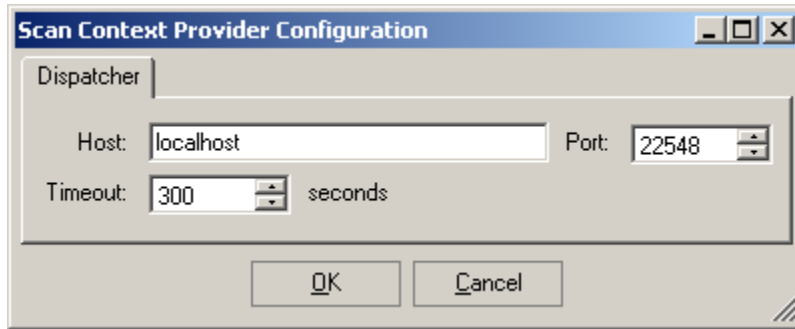 Scan Context Provider Configuration
Dispatcher
Host: localhost Port: 22548
Timeout: 300 seconds
OK Cancel